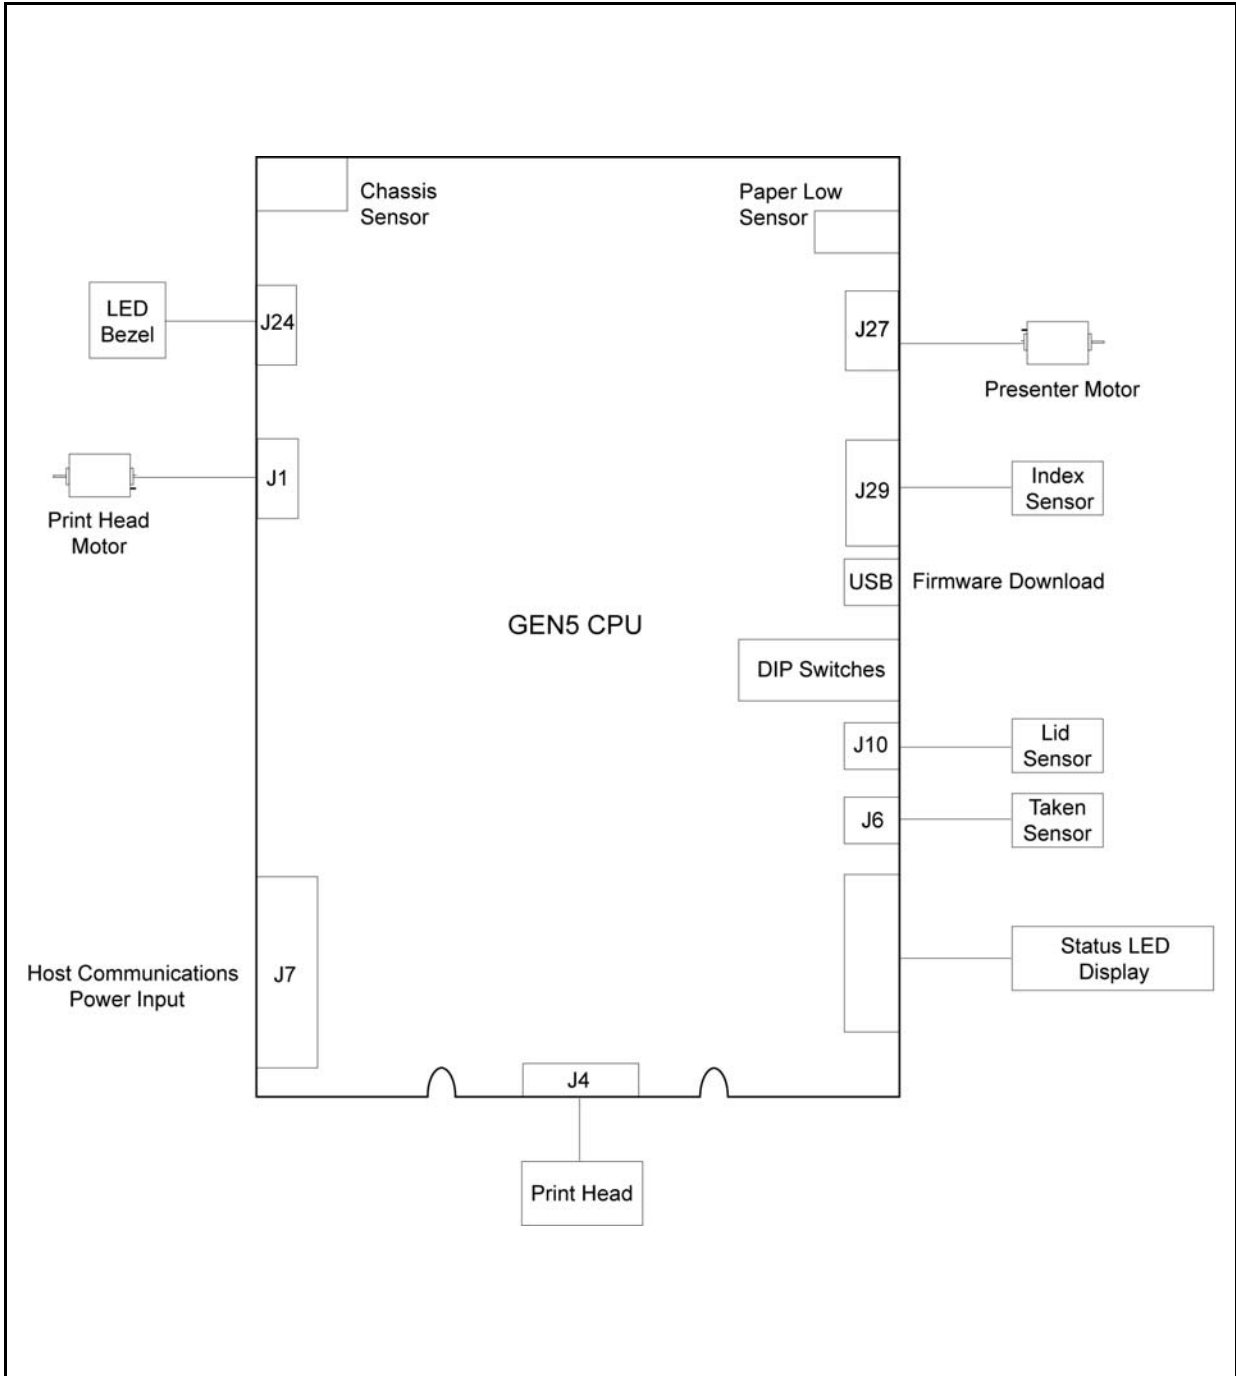 Chassis
Sensor
Paper Low
Sensor
LED
Bezel
J24
J27
Presenter Motor
J1
Print Head
Motor
J29
Index
Sensor
USB
Firmware Download
GEN5 CPU
DIP Switches
J10
Lid
Sensor
J6
Taken
Sensor
Host Communications
Power Input
J7
Status LED
Display
J4
Print Head